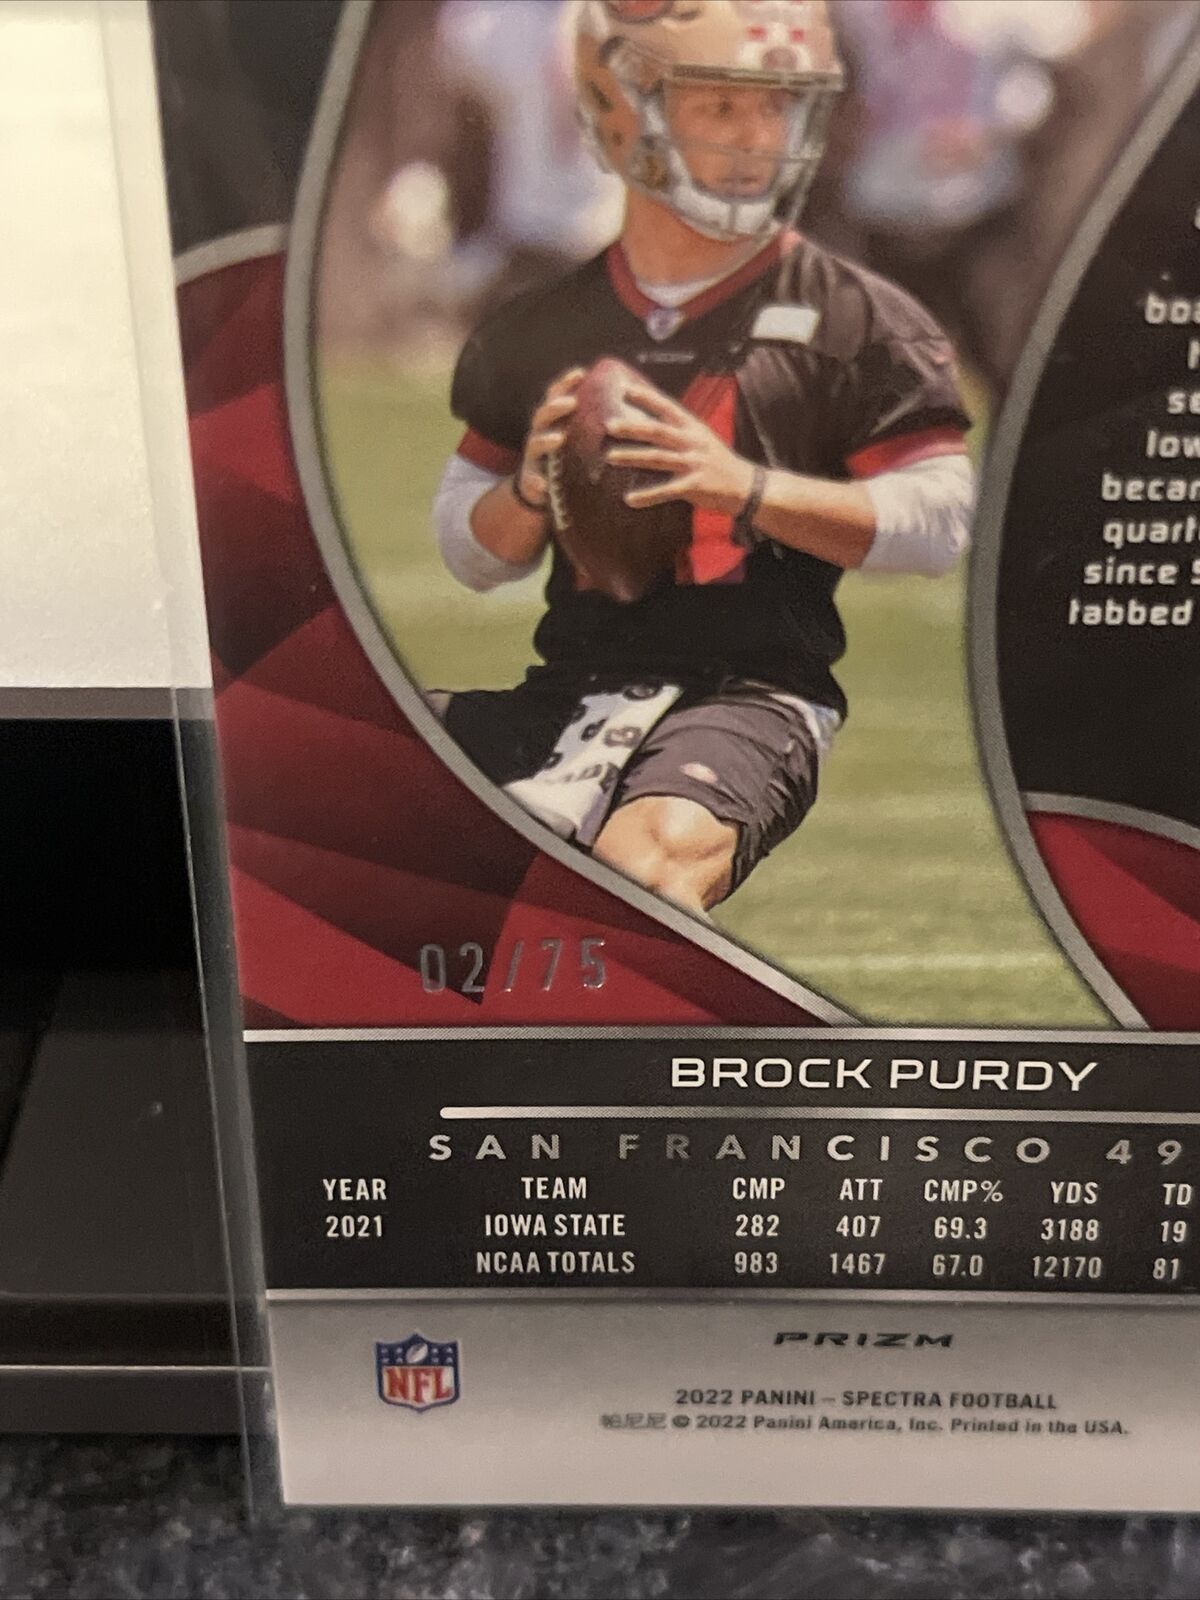 boa
se
low
becar
quart
since S
tabbed
02/75
BROCK PURDY
SAN FRANCISCO 49
YEAR TEAM CMP ATT CMP% YDS TD
2021 IOWA STATE 282 407 69.3 3188 19
NCAA TOTALS 983 1467 67.0 12170 81
NFL
PRIZM
2022 PANINI – SPECTRA FOOTBALL
帕尼尼 © 2022 Panini America, Inc. Printed in the USA.